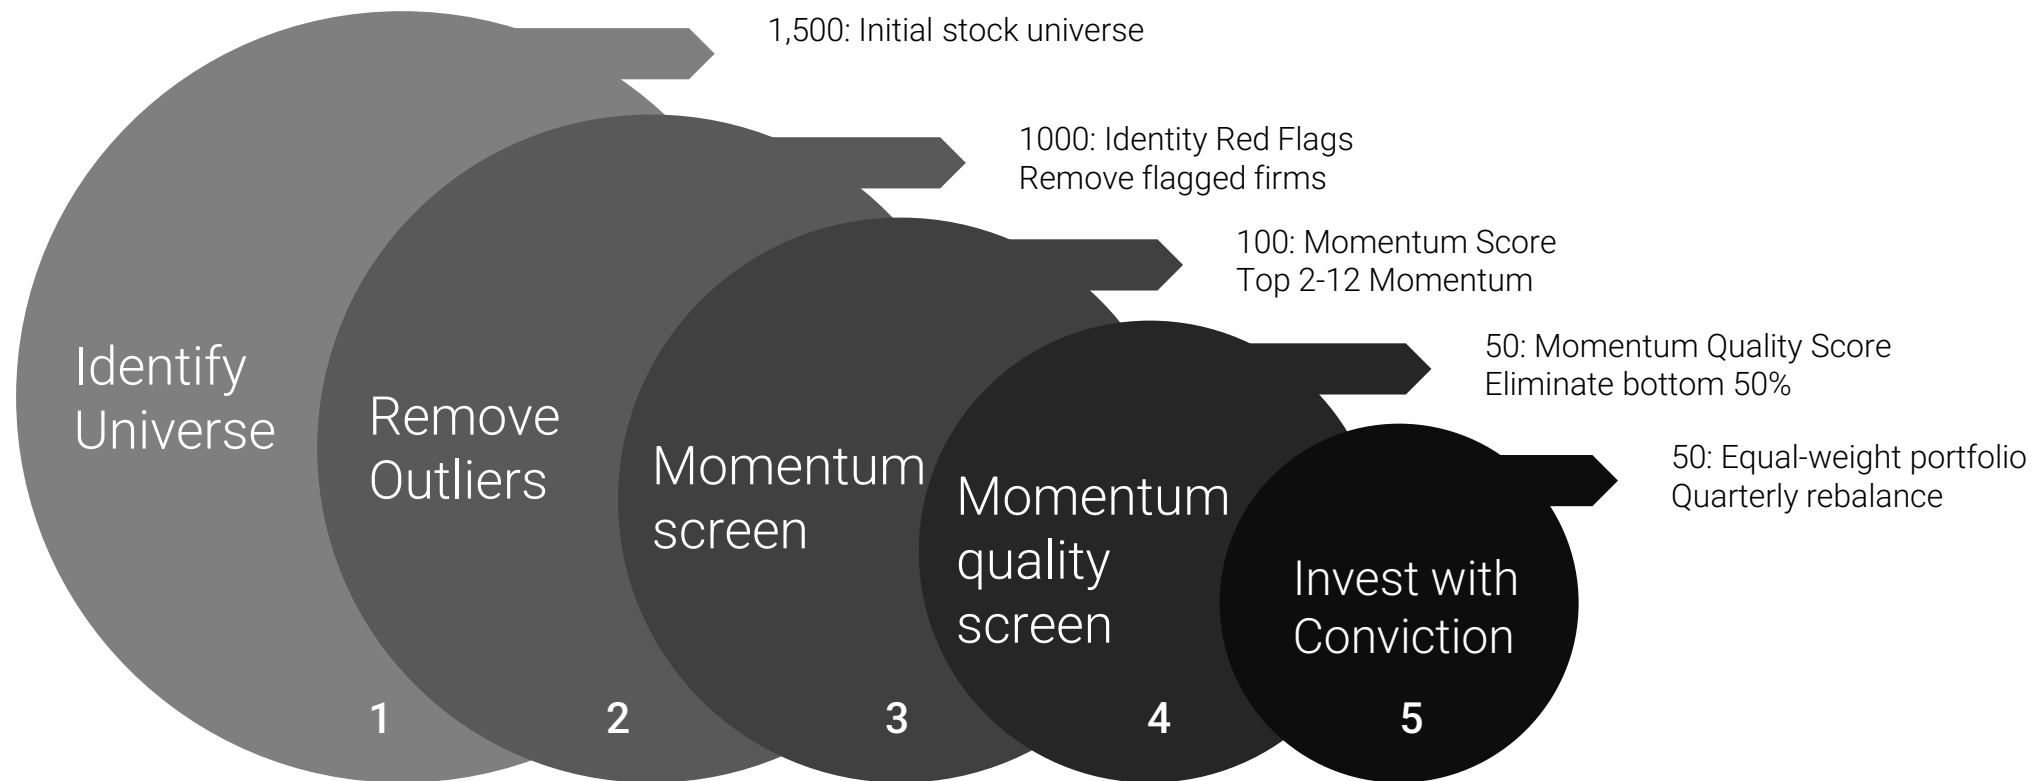 1,500: Initial stock universe
1000: Identity Red Flags
Remove flagged firms
100: Momentum Score
Top 2-12 Momentum
50: Momentum Quality Score
Eliminate bottom 50%
50: Equal-weight portfolio
Quarterly rebalance
Identify
Universe
1
Remove
Outliers
2
Momentum
screen
3
Momentum
quality
screen
4
Invest with
Conviction
5